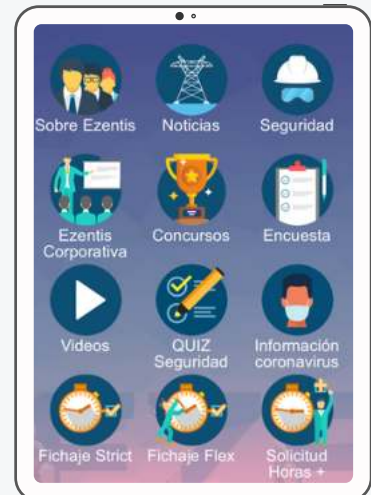 Sobre Ezentis
Noticias
Seguridad
Ezentis
Corporativa
Concursos
Encuesta
Videos
QUIZ
Seguridad
Información
coronavirus
Fichaje Strict
Fichaje Flex
Solicitud
Horas +